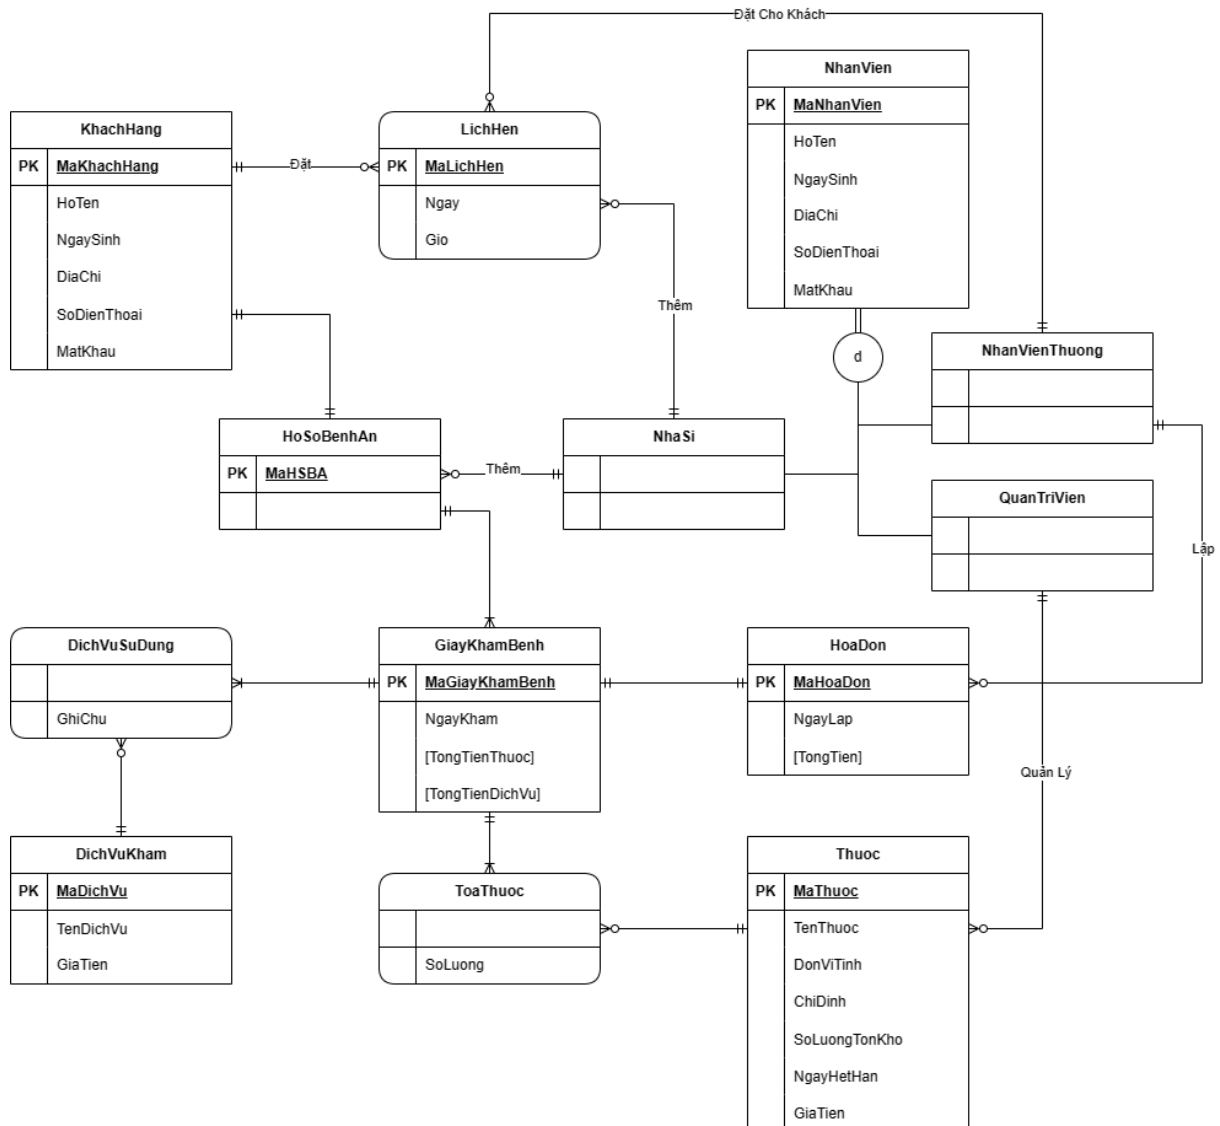 Đặt Cho Khách
NhanVien
PK MaNhanVien
HoTen
NgaySinh
DiaChi
SoDienThoai
MatKhau
KhachHang
PK MaKhachHang
HoTen
NgaySinh
DiaChi
SoDienThoai
MatKhau
Đặt
LichHen
PK MaLichHen
Ngay
Gio
Thêm
d
NhanVienThuong
HoSoBenhAn
PK MaHSBA
Thêm
NhaSi
QuanTriVien
Lập
DichVuSuDung
GhiChu
GiayKhamBenh
PK MaGiayKhamBenh
NgayKham
[TongTienThuoc]
[TongTienDichVu]
HoaDon
PK MaHoaDon
NgayLap
[TongTien]
Quản Lý
DichVuKham
PK MaDichVu
TenDichVu
GiaTien
ToaThuoc
SoLuong
Thuoc
PK MaThuoc
TenThuoc
DonViTinh
ChiDinh
SoLuongTonKho
NgayHetHan
GiaTien